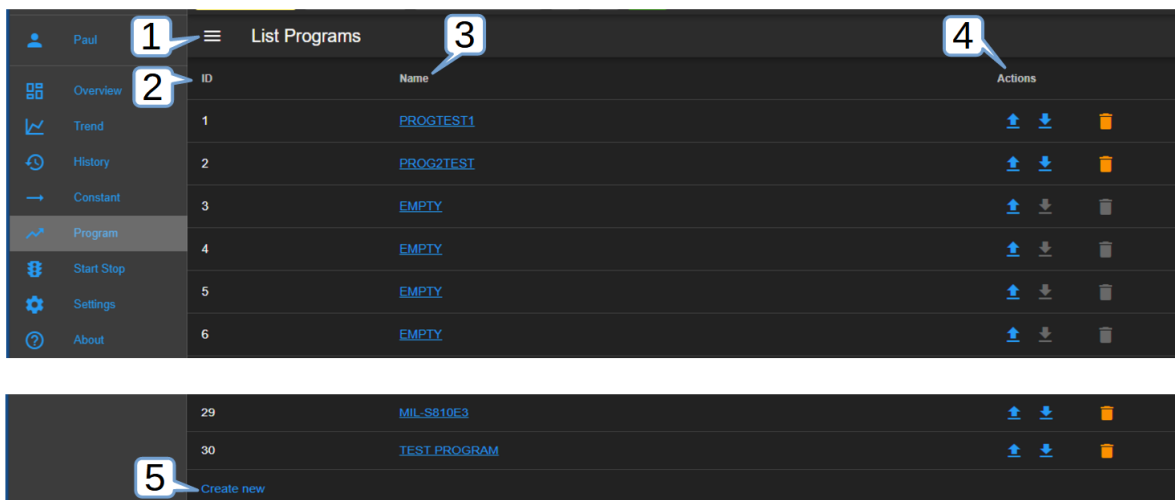 Paul 1 List Programs 3 4
2 ID Name Actions
Overview
1 PROGTEST1
Trend
2 PROG2TEST
History
Constant
3 EMPTY
Program
4 EMPTY
Start Stop
5 EMPTY
Settings
6 EMPTY
About
29 MIL-S810E3
30 TEST PROGRAM
5 Create new